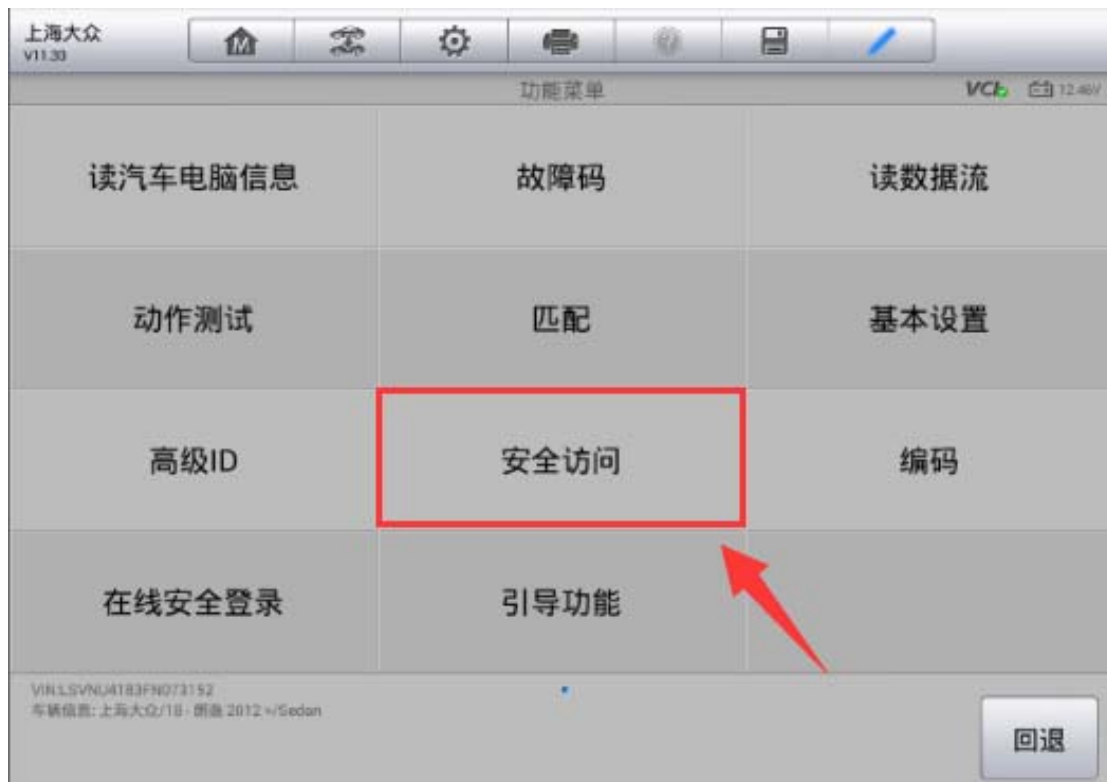 上海大众
V11.30
功能菜单
VCI
12.46V
读汽车电脑信息 故障码 读数据流
动作测试 匹配 基本设置
高级ID 安全访问 编码
在线安全登录 引导功能
VIN:LSVNU4183FN073152
车辆信息: 上海大众/18 - 朗逸 2012 >/Sedan
回退